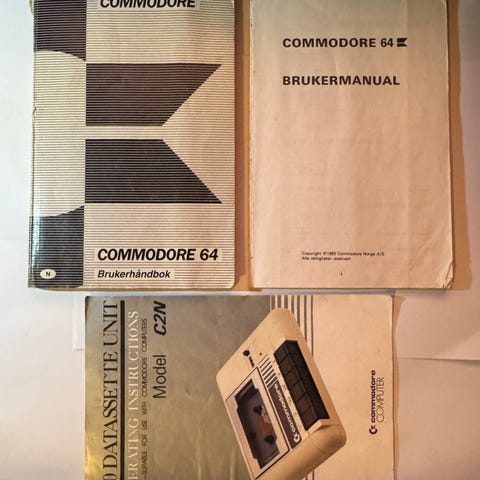 COMMODORE
COMMODORE 64
Brukerhåndbok
N
COMMODORE 64
BRUKERMANUAL
Copyright ©1983 Commodore Norge A/S
Alle rettigheter reservert.
DATASSETTE UNIT
OPERATING INSTRUCTIONS
SUITABLE FOR USE WITH COMMODORE COMPUTERS
Model C2N
commodore
commodore
COMPUTER